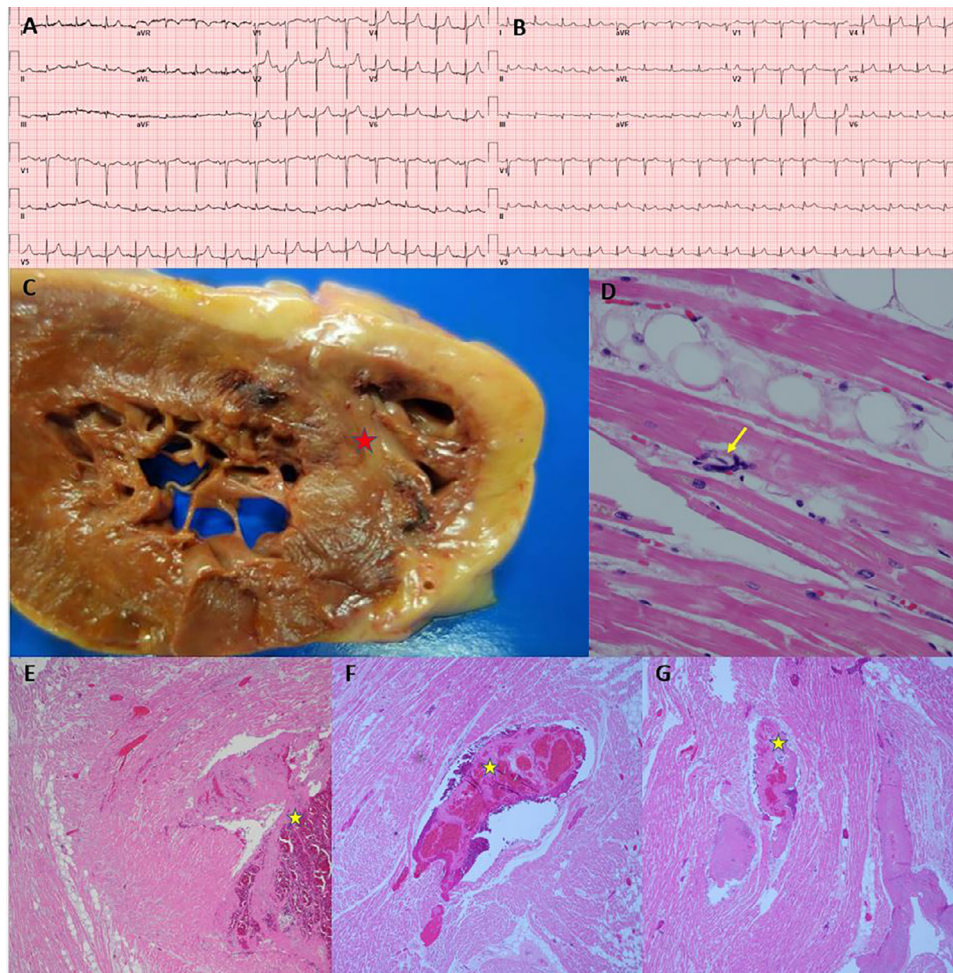 A
I aVR V1 V4
II aVL V2 V5
III aVF V3 V6
V1
II
V5
B
I aVR V1 V4
II aVL V2 V5
III aVF V3 V6
V1
II
V5
C
D
E
F
G